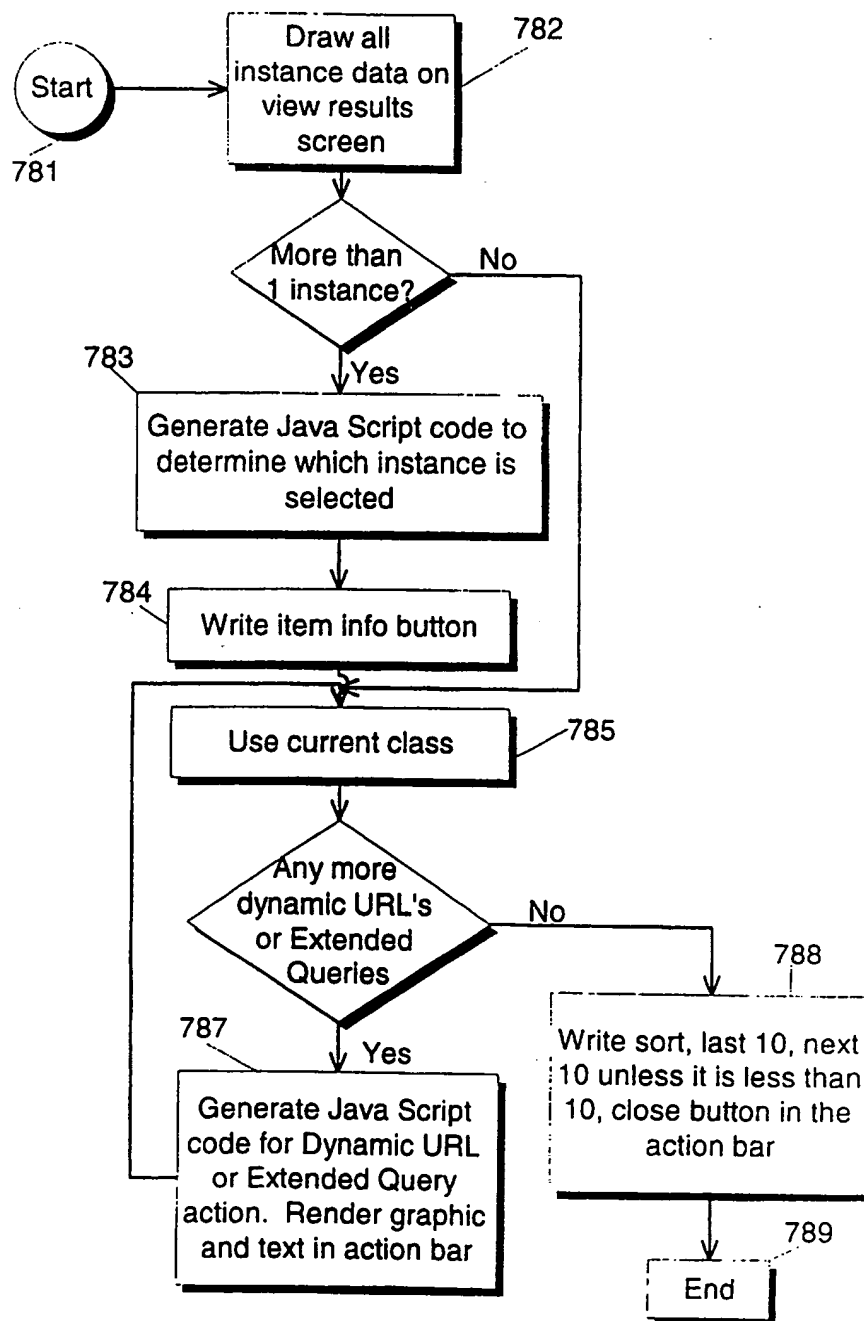 Start
781
Draw all
instance data on
view results
screen
782
More than
1 instance?
No
Yes
783
Generate Java Script code to
determine which instance is
selected
784
Write item info button
Use current class
785
Any more
dynamic URL's
or Extended
Queries
No
Yes
787
Generate Java Script
code for Dynamic URL
or Extended Query
action. Render graphic
and text in action bar
788
Write sort, last 10, next
10 unless it is less than
10, close button in the
action bar
789
End